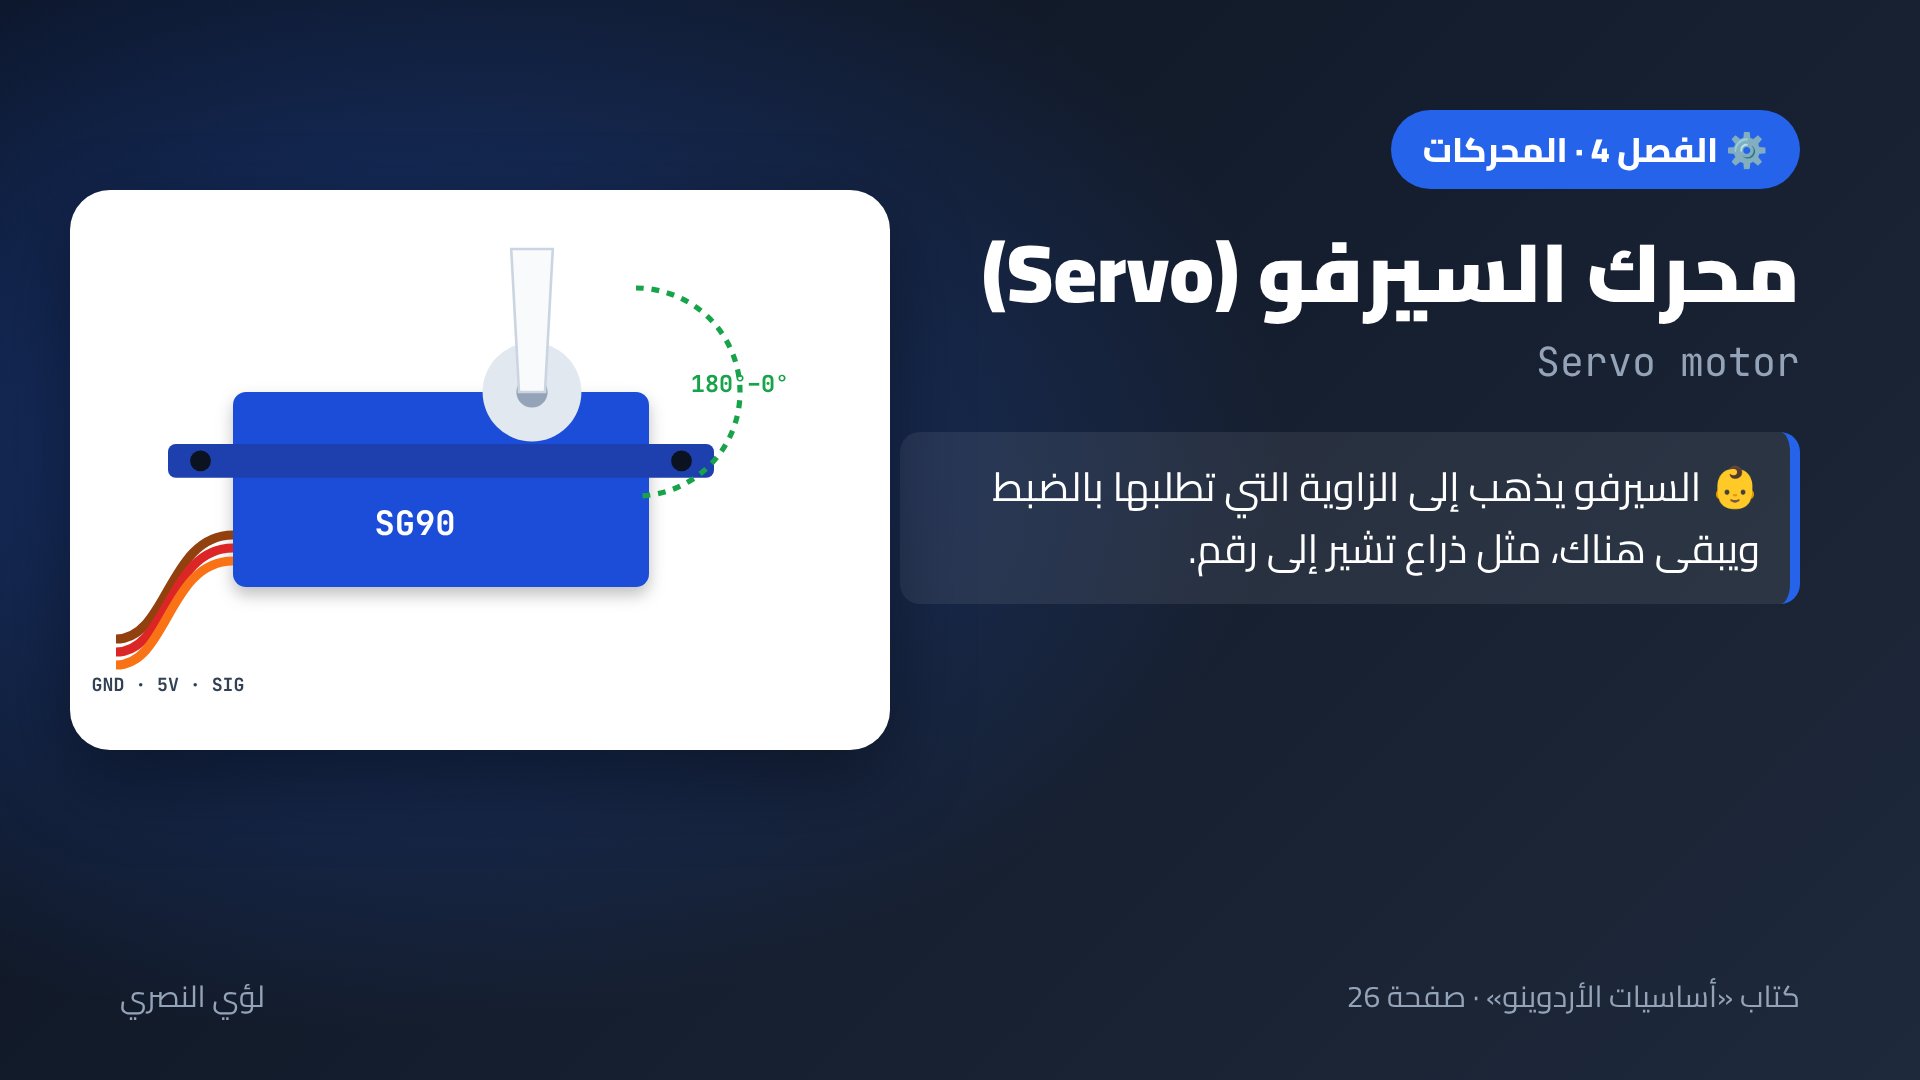 ⚙️ الفصل 4 · المحركات
محرك السيرفو (Servo)
Servo motor
👶 السيرفو يذهب إلى الزاوية التي تطلبها بالضبط
ويبقى هناك، مثل ذراع تشير إلى رقم.
180°–0°
SG90
GND · 5V · SIG
كتاب «أساسيات الأردوينو» · صفحة 26
لؤي النصري